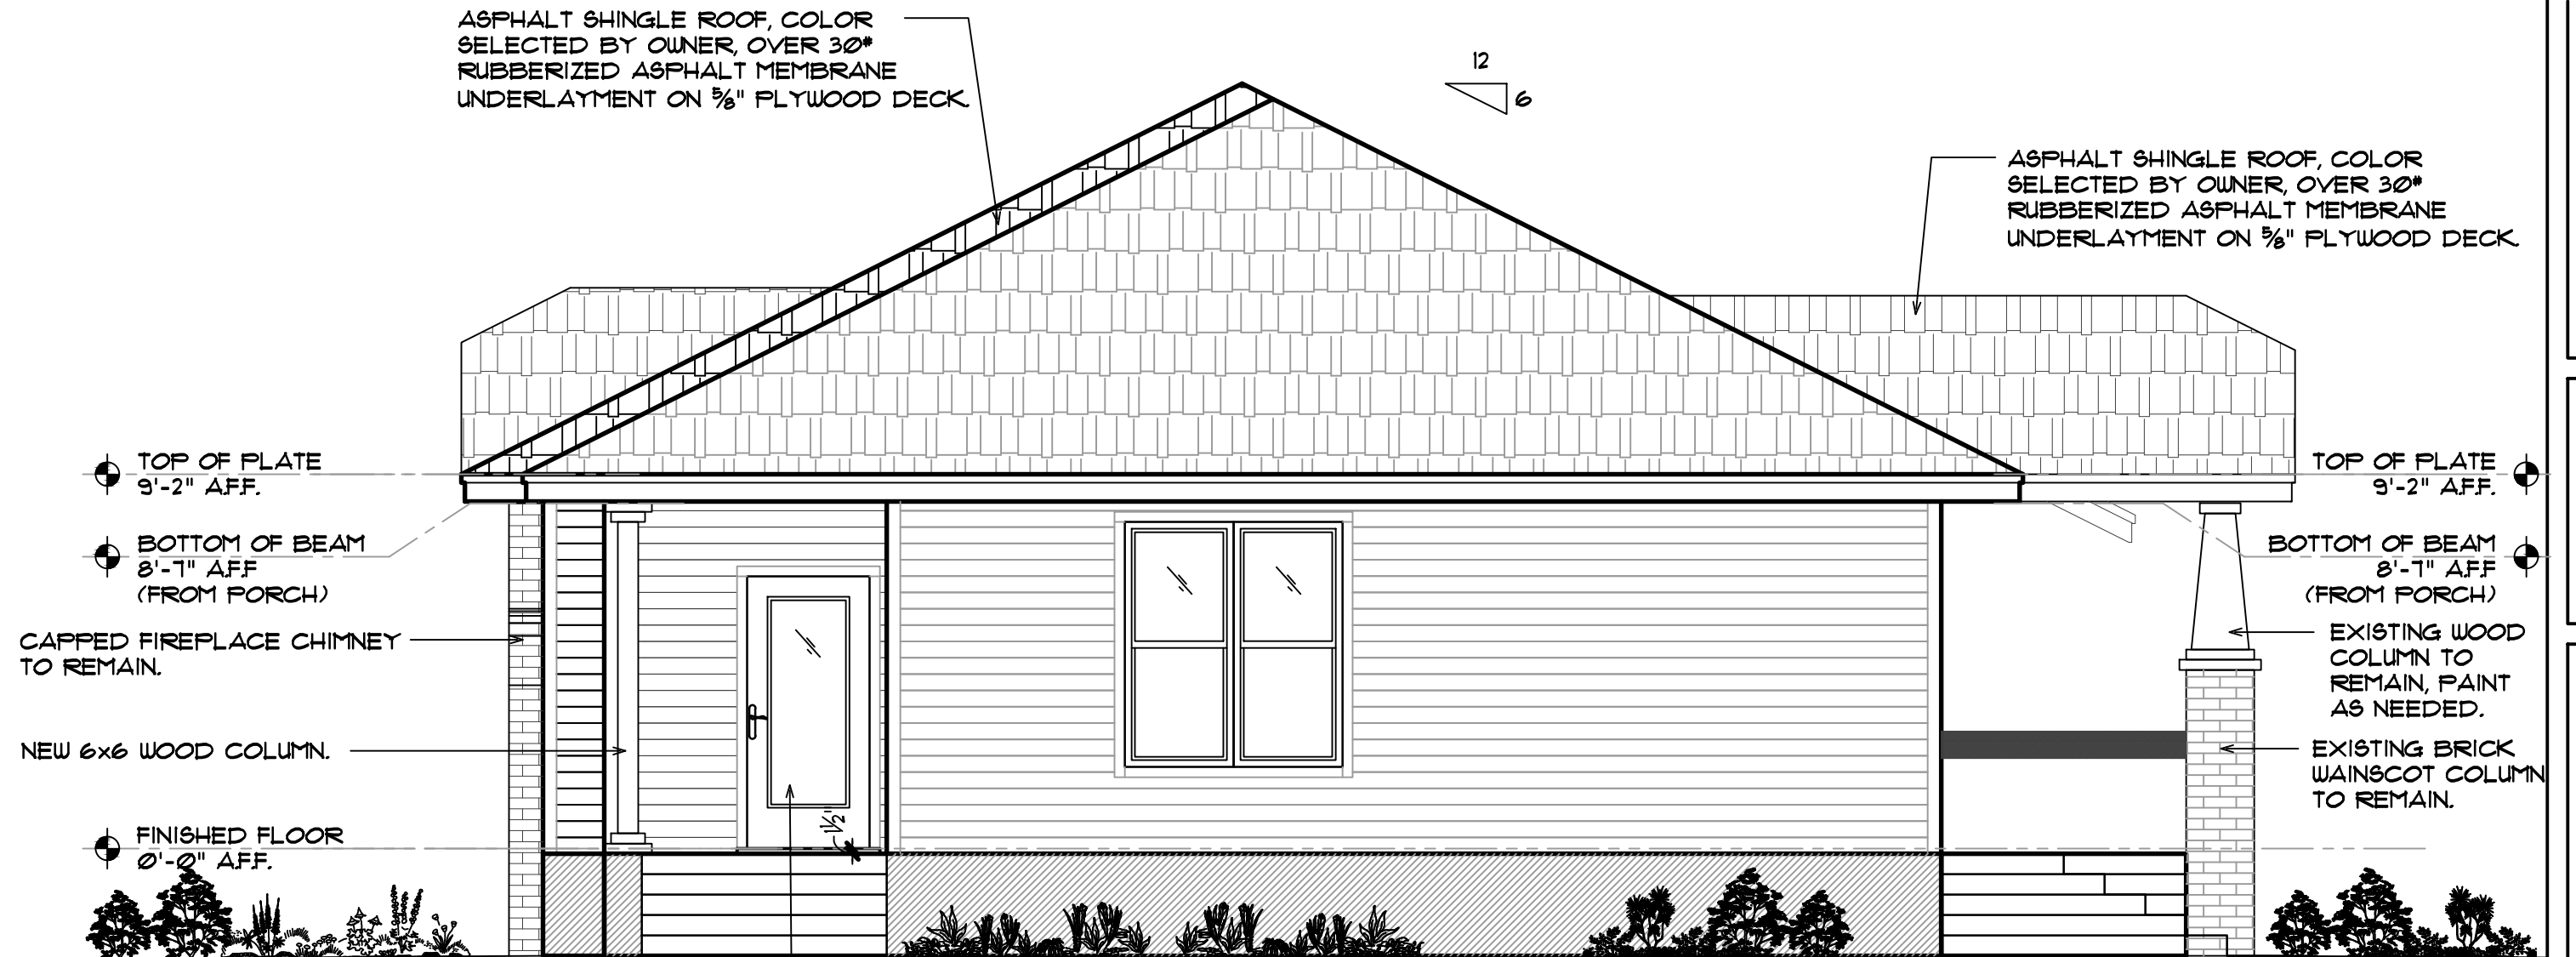 ASPHALT SHINGLE ROOF, COLOR
SELECTED BY OWNER, OVER 30#
RUBBERIZED ASPHALT MEMBRANE
UNDERLAYMENT ON ⅝" PLYWOOD DECK.
12
6
ASPHALT SHINGLE ROOF, COLOR
SELECTED BY OWNER, OVER 30#
RUBBERIZED ASPHALT MEMBRANE
UNDERLAYMENT ON ⅝" PLYWOOD DECK.
TOP OF PLATE
9'-2" A.F.F.
BOTTOM OF BEAM
8'-7" A.F.F
(FROM PORCH)
CAPPED FIREPLACE CHIMNEY
TO REMAIN.
NEW 6x6 WOOD COLUMN.
FINISHED FLOOR
0'-0" A.F.F.
1½"
TOP OF PLATE
9'-2" A.F.F.
BOTTOM OF BEAM
8'-7" A.F.F
(FROM PORCH)
EXISTING WOOD
COLUMN TO
REMAIN, PAINT
AS NEEDED.
EXISTING BRICK
WAINSCOT COLUMN
TO REMAIN.